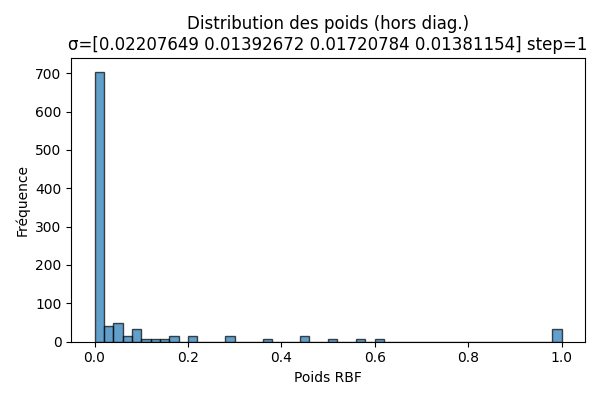 Distribution des poids (hors diag.)
σ=[0.02207649 0.01392672 0.01720784 0.01381154] step=1
Fréquence
700
600
500
400
300
200
100
0
0.0 0.2 0.4 0.6 0.8 1.0
Poids RBF